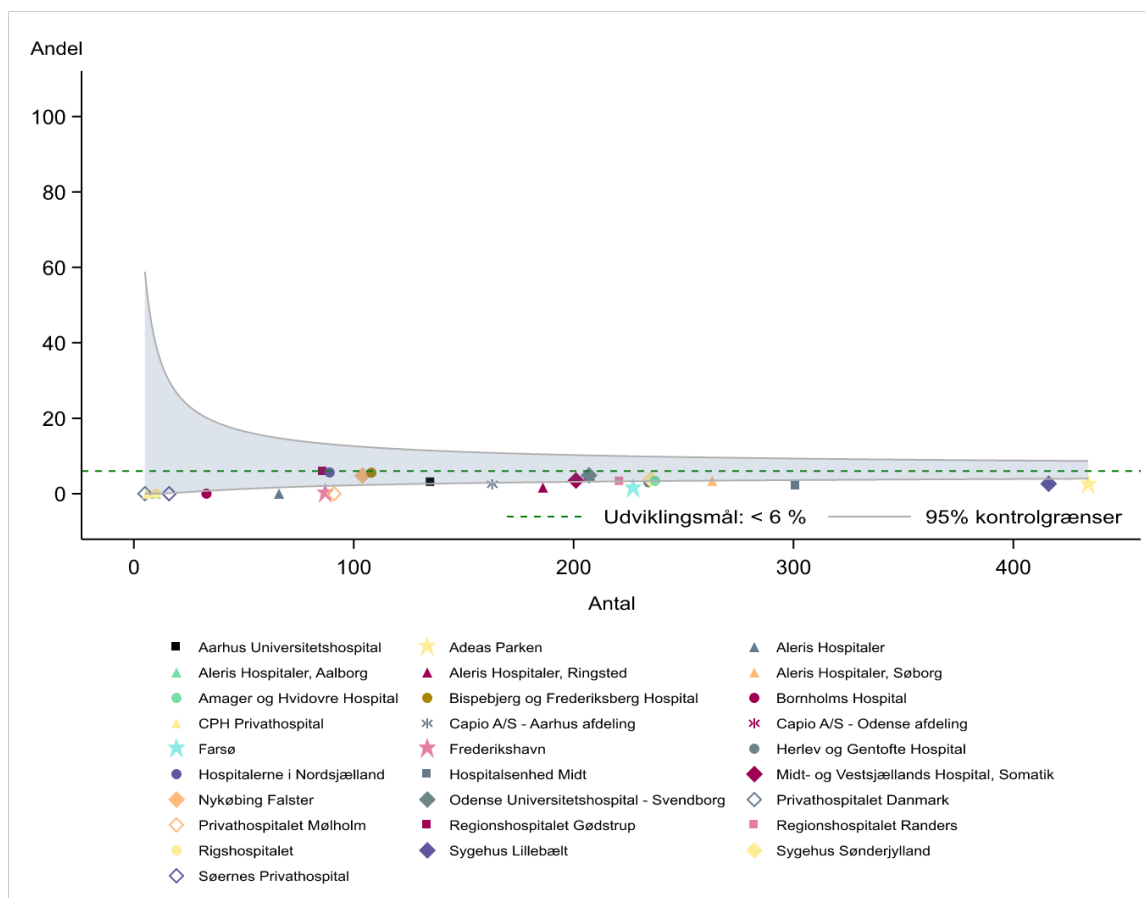 Andel
100
80
60
40
20
0
Udviklingsmål: < 6 % 95% kontrolgrænser
0 100 200 300 400
Antal
Aarhus Universitetshospital Adeas Parken Aleris Hospitaler
Aleris Hospitaler, Aalborg Aleris Hospitaler, Ringsted Aleris Hospitaler, Søborg
Amager og Hvidovre Hospital Bispebjerg og Frederiksberg Hospital Bornholms Hospital
CPH Privathospital Capio A/S - Aarhus afdeling Capio A/S - Odense afdeling
Farsø Frederikshavn Herlev og Gentofte Hospital
Hospitalerne i Nordsjælland Hospitalsenhed Midt Midt- og Vestsjællands Hospital, Somatik
Nykøbing Falster Odense Universitetshospital - Svendborg Privathospitalet Danmark
Privathospitalet Mølholm Regionshospitalet Gødstrup Regionshospitalet Randers
Rigshospitalet Sygehus Lillebælt Sygehus Sønderjylland
Søernes Privathospital